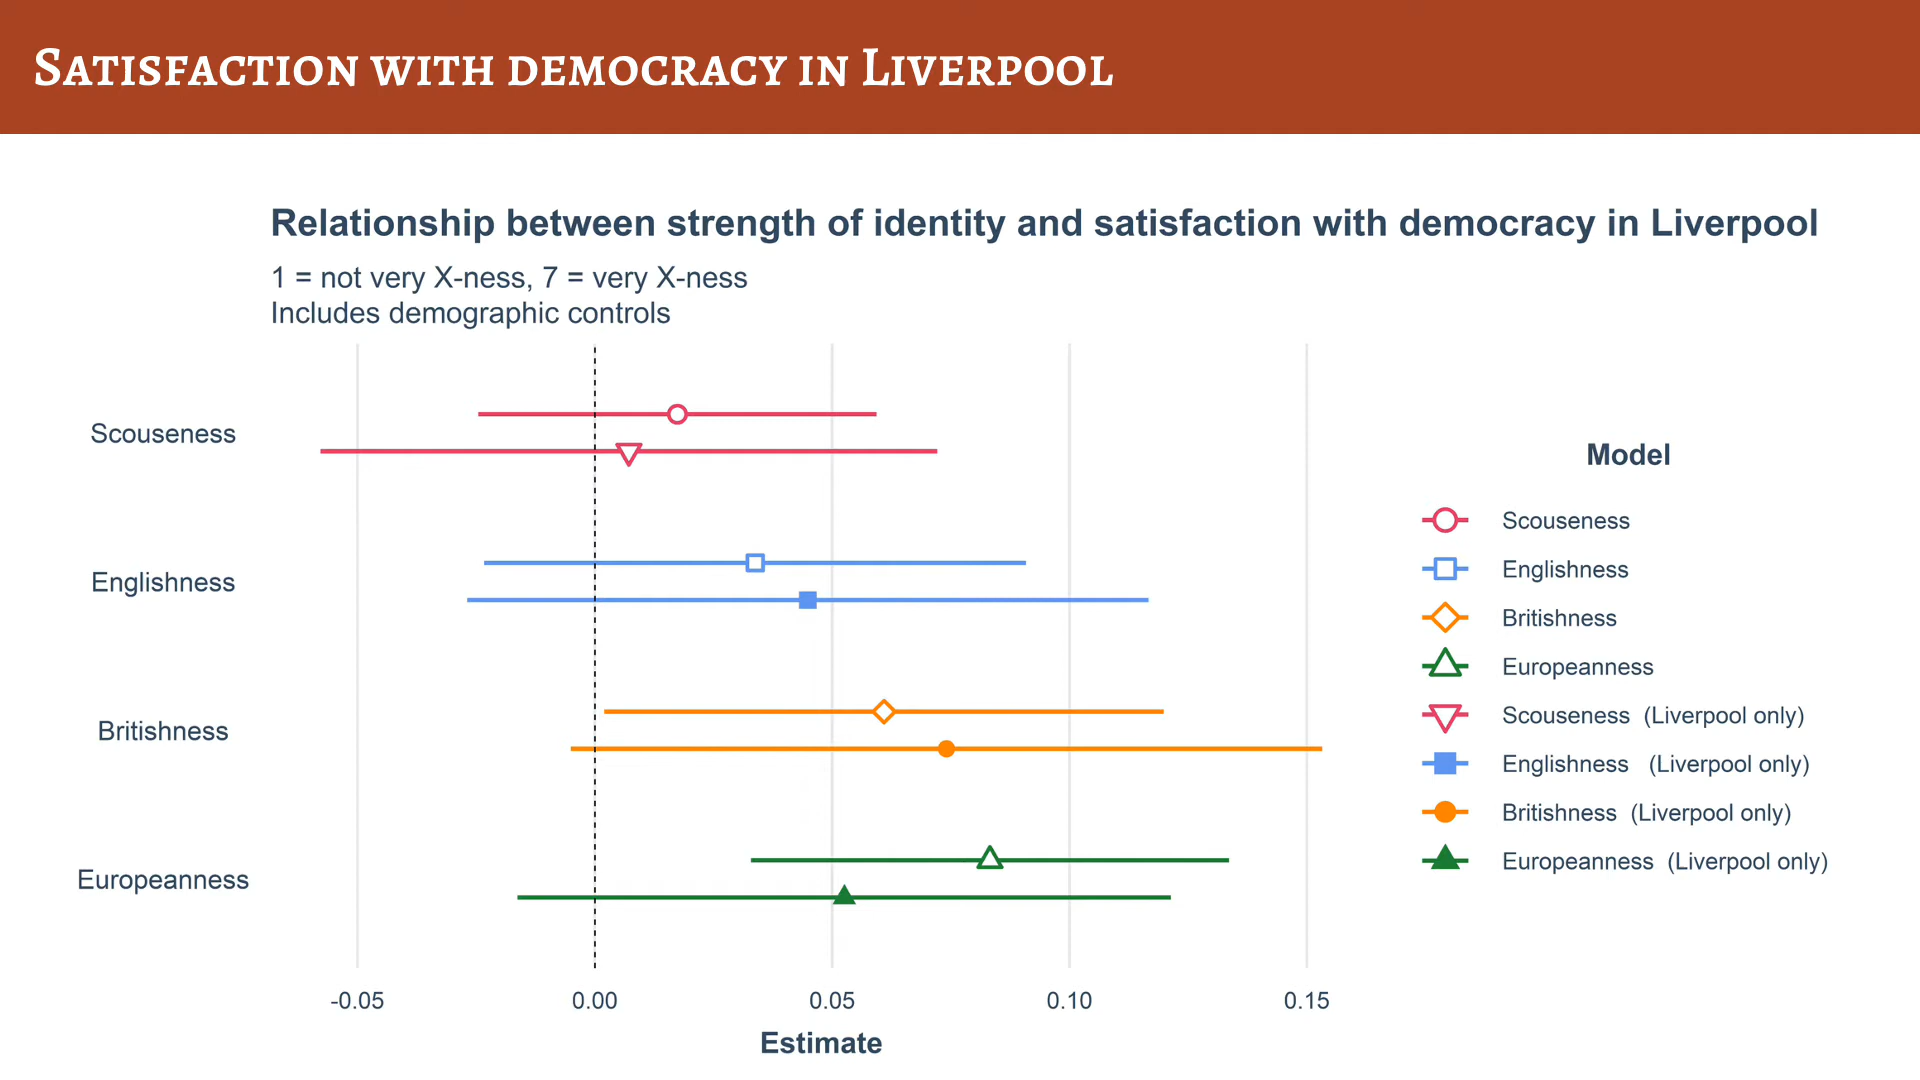 Satisfaction with democracy in Liverpool
Relationship between strength of identity and satisfaction with democracy in Liverpool
1 = not very X-ness, 7 = very X-ness
Includes demographic controls
Scouseness
Englishness
Britishness
Europeanness
-0.05 0.00 0.05 0.10 0.15
Estimate
Model
Scouseness
Englishness
Britishness
Europeanness
Scouseness (Liverpool only)
Englishness (Liverpool only)
Britishness (Liverpool only)
Europeanness (Liverpool only)